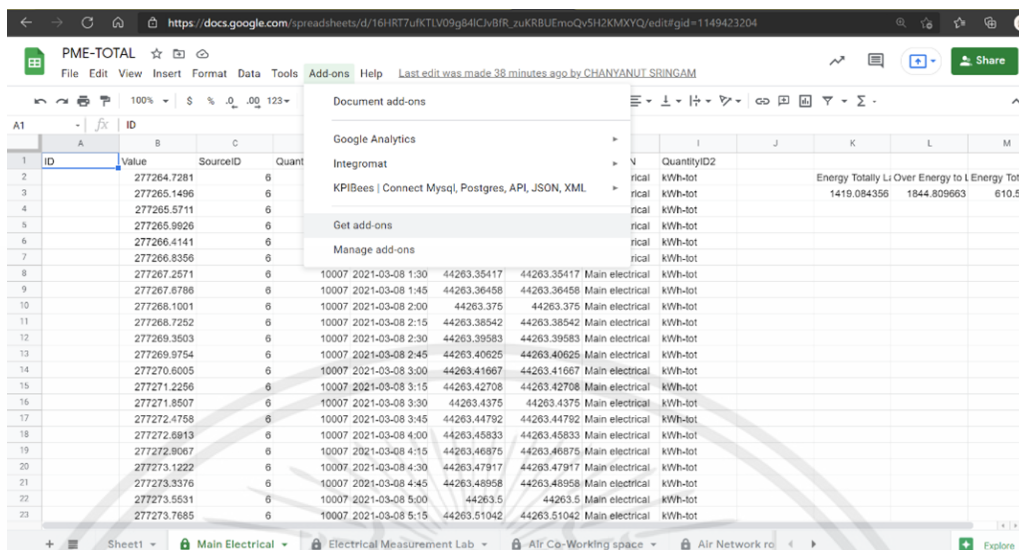 https://docs.google.com/spreadsheets/d/16HRT7ufKTLV09g84lCJvBfR_zuKRBUEmoQv5H2KMXYQ/edit#gid=1149423204
PME-TOTAL
File Edit View Insert Format Data Tools Add-ons Help Last edit was made 38 minutes ago by CHANYANUT SRINGAM
Share
100% $ % .0 .00 123
Document add-ons
A1 fx ID
A B C I J K L M
Google Analytics
1 ID Value SourceID Quant N QuantityID2
Integromat
2 277264.7281 6 rical kWh-tot Energy Totally La Over Energy to L Energy Tot
KPIBees | Connect Mysql, Postgres, API, JSON, XML
3 277265.1496 6 rical kWh-tot 1419.084356 1844.809663 610.5
4 277265.5711 6 rical kWh-tot
Get add-ons
5 277265.9926 6 rical kWh-tot
6 277266.4141 6 rical kWh-tot
Manage add-ons
7 277266.8356 6 rical kWh-tot
8 277267.2571 6 10007 2021-03-08 1:30 44263.35417 44263.35417 Main electrical kWh-tot
9 277267.6786 6 10007 2021-03-08 1:45 44263.36458 44263.36458 Main electrical kWh-tot
10 277268.1001 6 10007 2021-03-08 2:00 44263.375 44263.375 Main electrical kWh-tot
11 277268.7252 6 10007 2021-03-08 2:15 44263.38542 44263.38542 Main electrical kWh-tot
12 277269.3503 6 10007 2021-03-08 2:30 44263.39583 44263.39583 Main electrical kWh-tot
13 277269.9754 6 10007 2021-03-08 2:45 44263.40625 44263.40625 Main electrical kWh-tot
14 277270.6005 6 10007 2021-03-08 3:00 44263.41667 44263.41667 Main electrical kWh-tot
15 277271.2256 6 10007 2021-03-08 3:15 44263.42708 44263.42708 Main electrical kWh-tot
16 277271.8507 6 10007 2021-03-08 3:30 44263.4375 44263.4375 Main electrical kWh-tot
17 277272.4758 6 10007 2021-03-08 3:45 44263.44792 44263.44792 Main electrical kWh-tot
18 277272.6913 6 10007 2021-03-08 4:00 44263.45833 44263.45833 Main electrical kWh-tot
19 277272.9067 6 10007 2021-03-08 4:15 44263.46875 44263.46875 Main electrical kWh-tot
20 277273.1222 6 10007 2021-03-08 4:30 44263.47917 44263.47917 Main electrical kWh-tot
21 277273.3376 6 10007 2021-03-08 4:45 44263.48958 44263.48958 Main electrical kWh-tot
22 277273.5531 6 10007 2021-03-08 5:00 44263.5 44263.5 Main electrical kWh-tot
23 277273.7685 6 10007 2021-03-08 5:15 44263.51042 44263.51042 Main electrical kWh-tot
Sheet1 Main Electrical Electrical Measurement Lab Air Co-Working space Air Network ro Explore